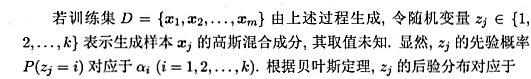 若训练集 D = {x₁, x₂, ..., xₘ} 由上述过程生成, 令随机变量 zⱼ ∈ {1,
2, ..., k} 表示生成样本 xⱼ 的高斯混合成分, 其取值未知. 显然, zⱼ 的先验概率
P(zⱼ = i) 对应于 αᵢ (i = 1, 2, ..., k). 根据贝叶斯定理, zⱼ 的后验分布对应于